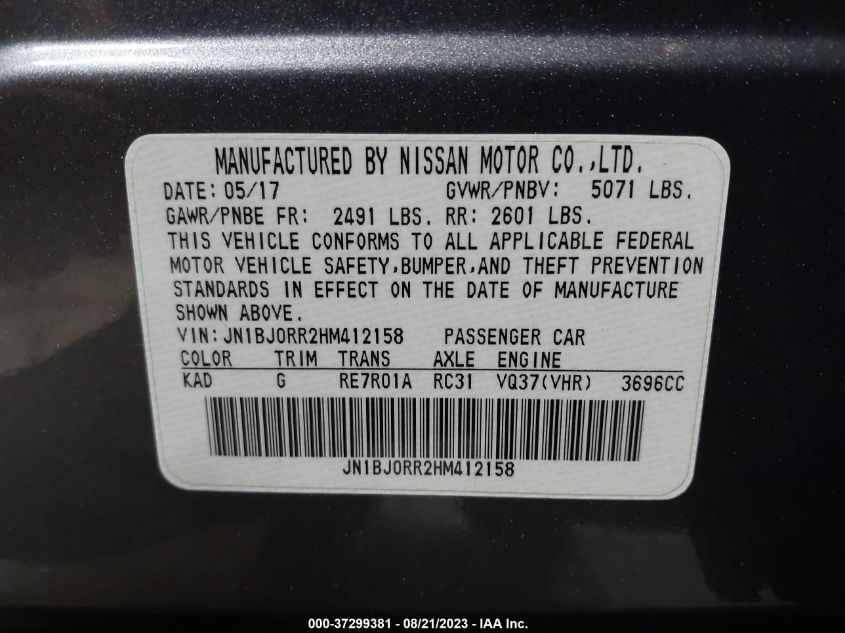 MANUFACTURED BY NISSAN MOTOR CO.,LTD.
DATE: 05/17 GVWR/PNBV: 5071 LBS.
GAWR/PNBE FR: 2491 LBS. RR: 2601 LBS.
THIS VEHICLE CONFORMS TO ALL APPLICABLE FEDERAL
MOTOR VEHICLE SAFETY,BUMPER,AND THEFT PREVENTION
STANDARDS IN EFFECT ON THE DATE OF MANUFACTURE
SHOWN ABOVE.
VIN:JN1BJ0RR2HM412158 PASSENGER CAR
COLOR TRIM TRANS AXLE ENGINE
KAD G RE7R01A RC31 VQ37(VHR) 3696CC
JN1BJ0RR2HM412158
000-37299381 - 08/21/2023 - IAA Inc.